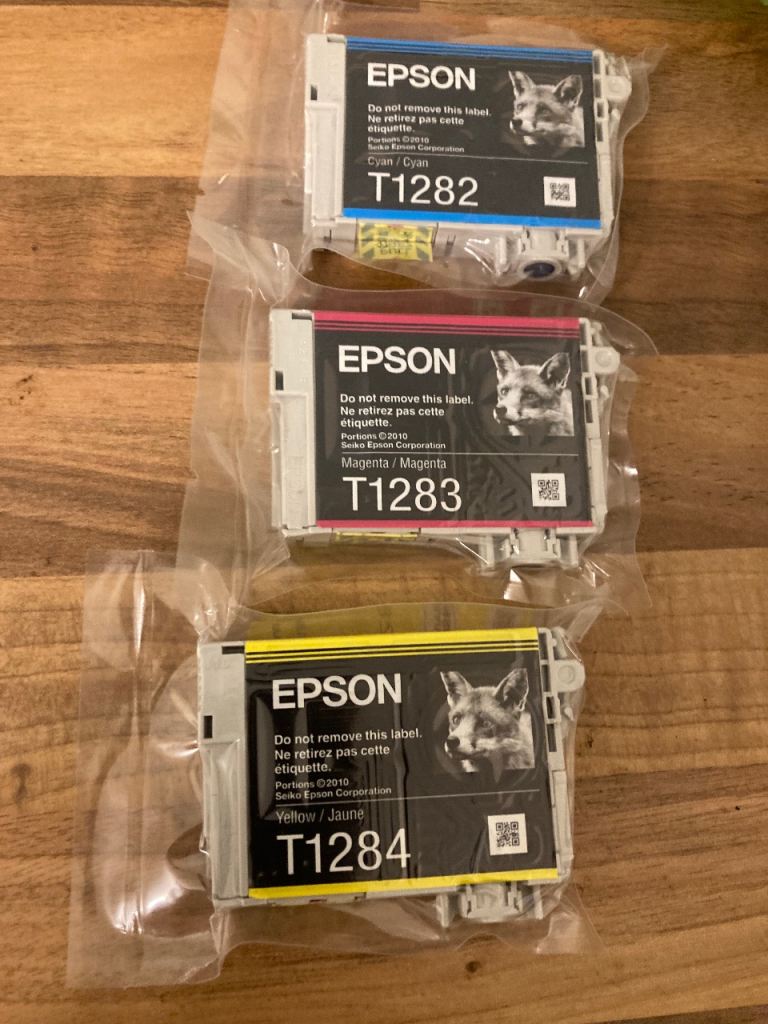 EPSON
Do not remove this label.
Ne retirez pas cette
étiquette.
Portions ©2010
Seiko Epson Corporation
Cyan / Cyan
T1282
EPSON
Do not remove this label.
Ne retirez pas cette
étiquette.
Portions ©2010
Seiko Epson Corporation
Magenta / Magenta
T1283
EPSON
Do not remove this label.
Ne retirez pas cette
étiquette.
Portions ©2010
Seiko Epson Corporation
Yellow / Jaune
T1284